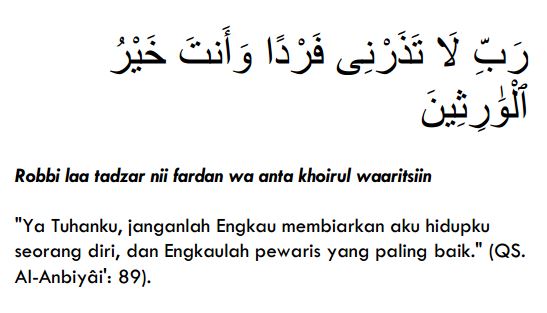 رَبِّ لَا تَذَرْنِى فَرْدًا وَأَنتَ خَيْرُ
ٱلْوَٰرِثِينَ
Robbi laa tadzar nii fardan wa anta khoirul waaritsiin
"Ya Tuhanku, janganlah Engkau membiarkan aku hidupku
seorang diri, dan Engkaulah pewaris yang paling baik." (QS.
Al-Anbiyâi': 89).